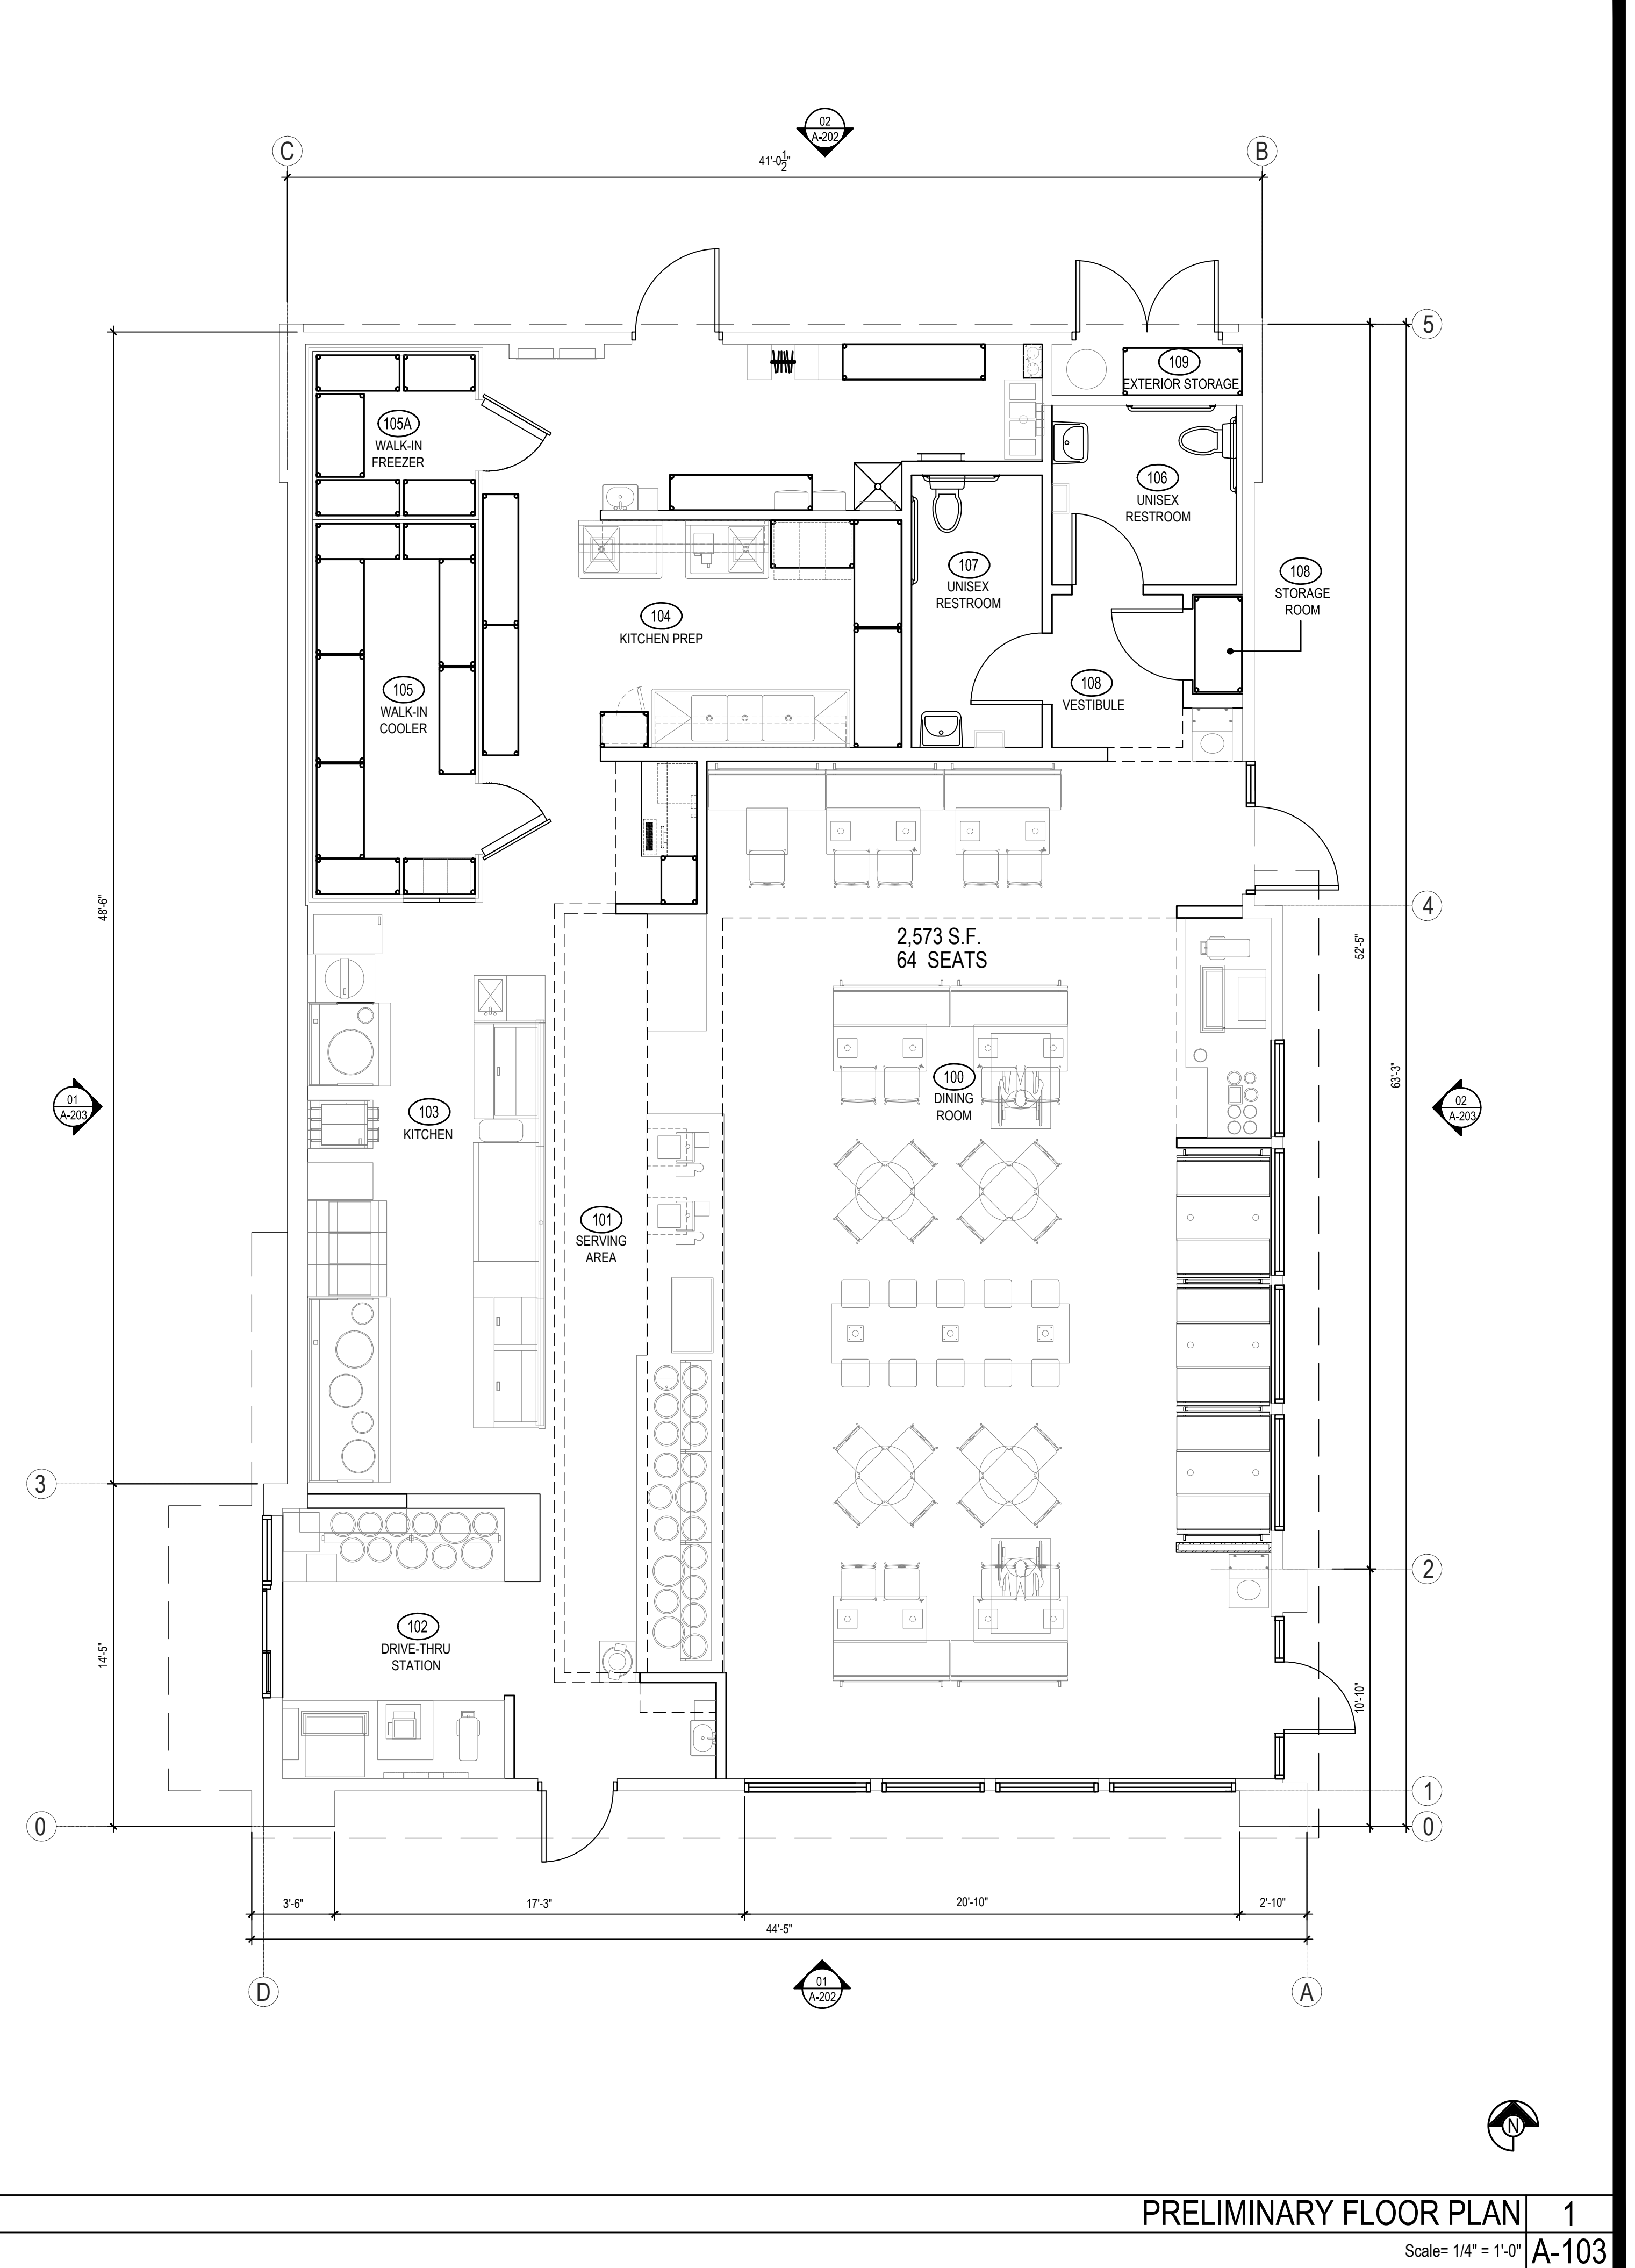 02
A-202
C
B
41'-0 1/2"
5
109
EXTERIOR STORAGE
105A
WALK-IN
FREEZER
106
UNISEX
RESTROOM
107
UNISEX
RESTROOM
108
STORAGE
ROOM
104
KITCHEN PREP
105
WALK-IN
COOLER
108
VESTIBULE
48'-6"
4
2,573 S.F.
64 SEATS
52'-5"
63'-3"
100
DINING
ROOM
01
A-203
103
KITCHEN
02
A-203
101
SERVING
AREA
3
2
102
DRIVE-THRU
STATION
14'-5"
10'-10"
1
0
0
3'-6"
17'-3"
20'-10"
2'-10"
44'-5"
D
01
A-202
A
N
PRELIMINARY FLOOR PLAN
1
Scale= 1/4" = 1'-0"
A-103